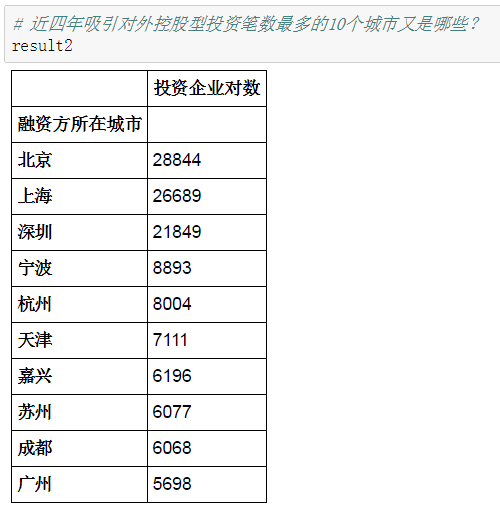 # 近四年吸引对外控股型投资笔数最多的10个城市又是哪些？
result2
投资企业对数
融资方所在城市
北京 28844
上海 26689
深圳 21849
宁波 8893
杭州 8004
天津 7111
嘉兴 6196
苏州 6077
成都 6068
广州 5698